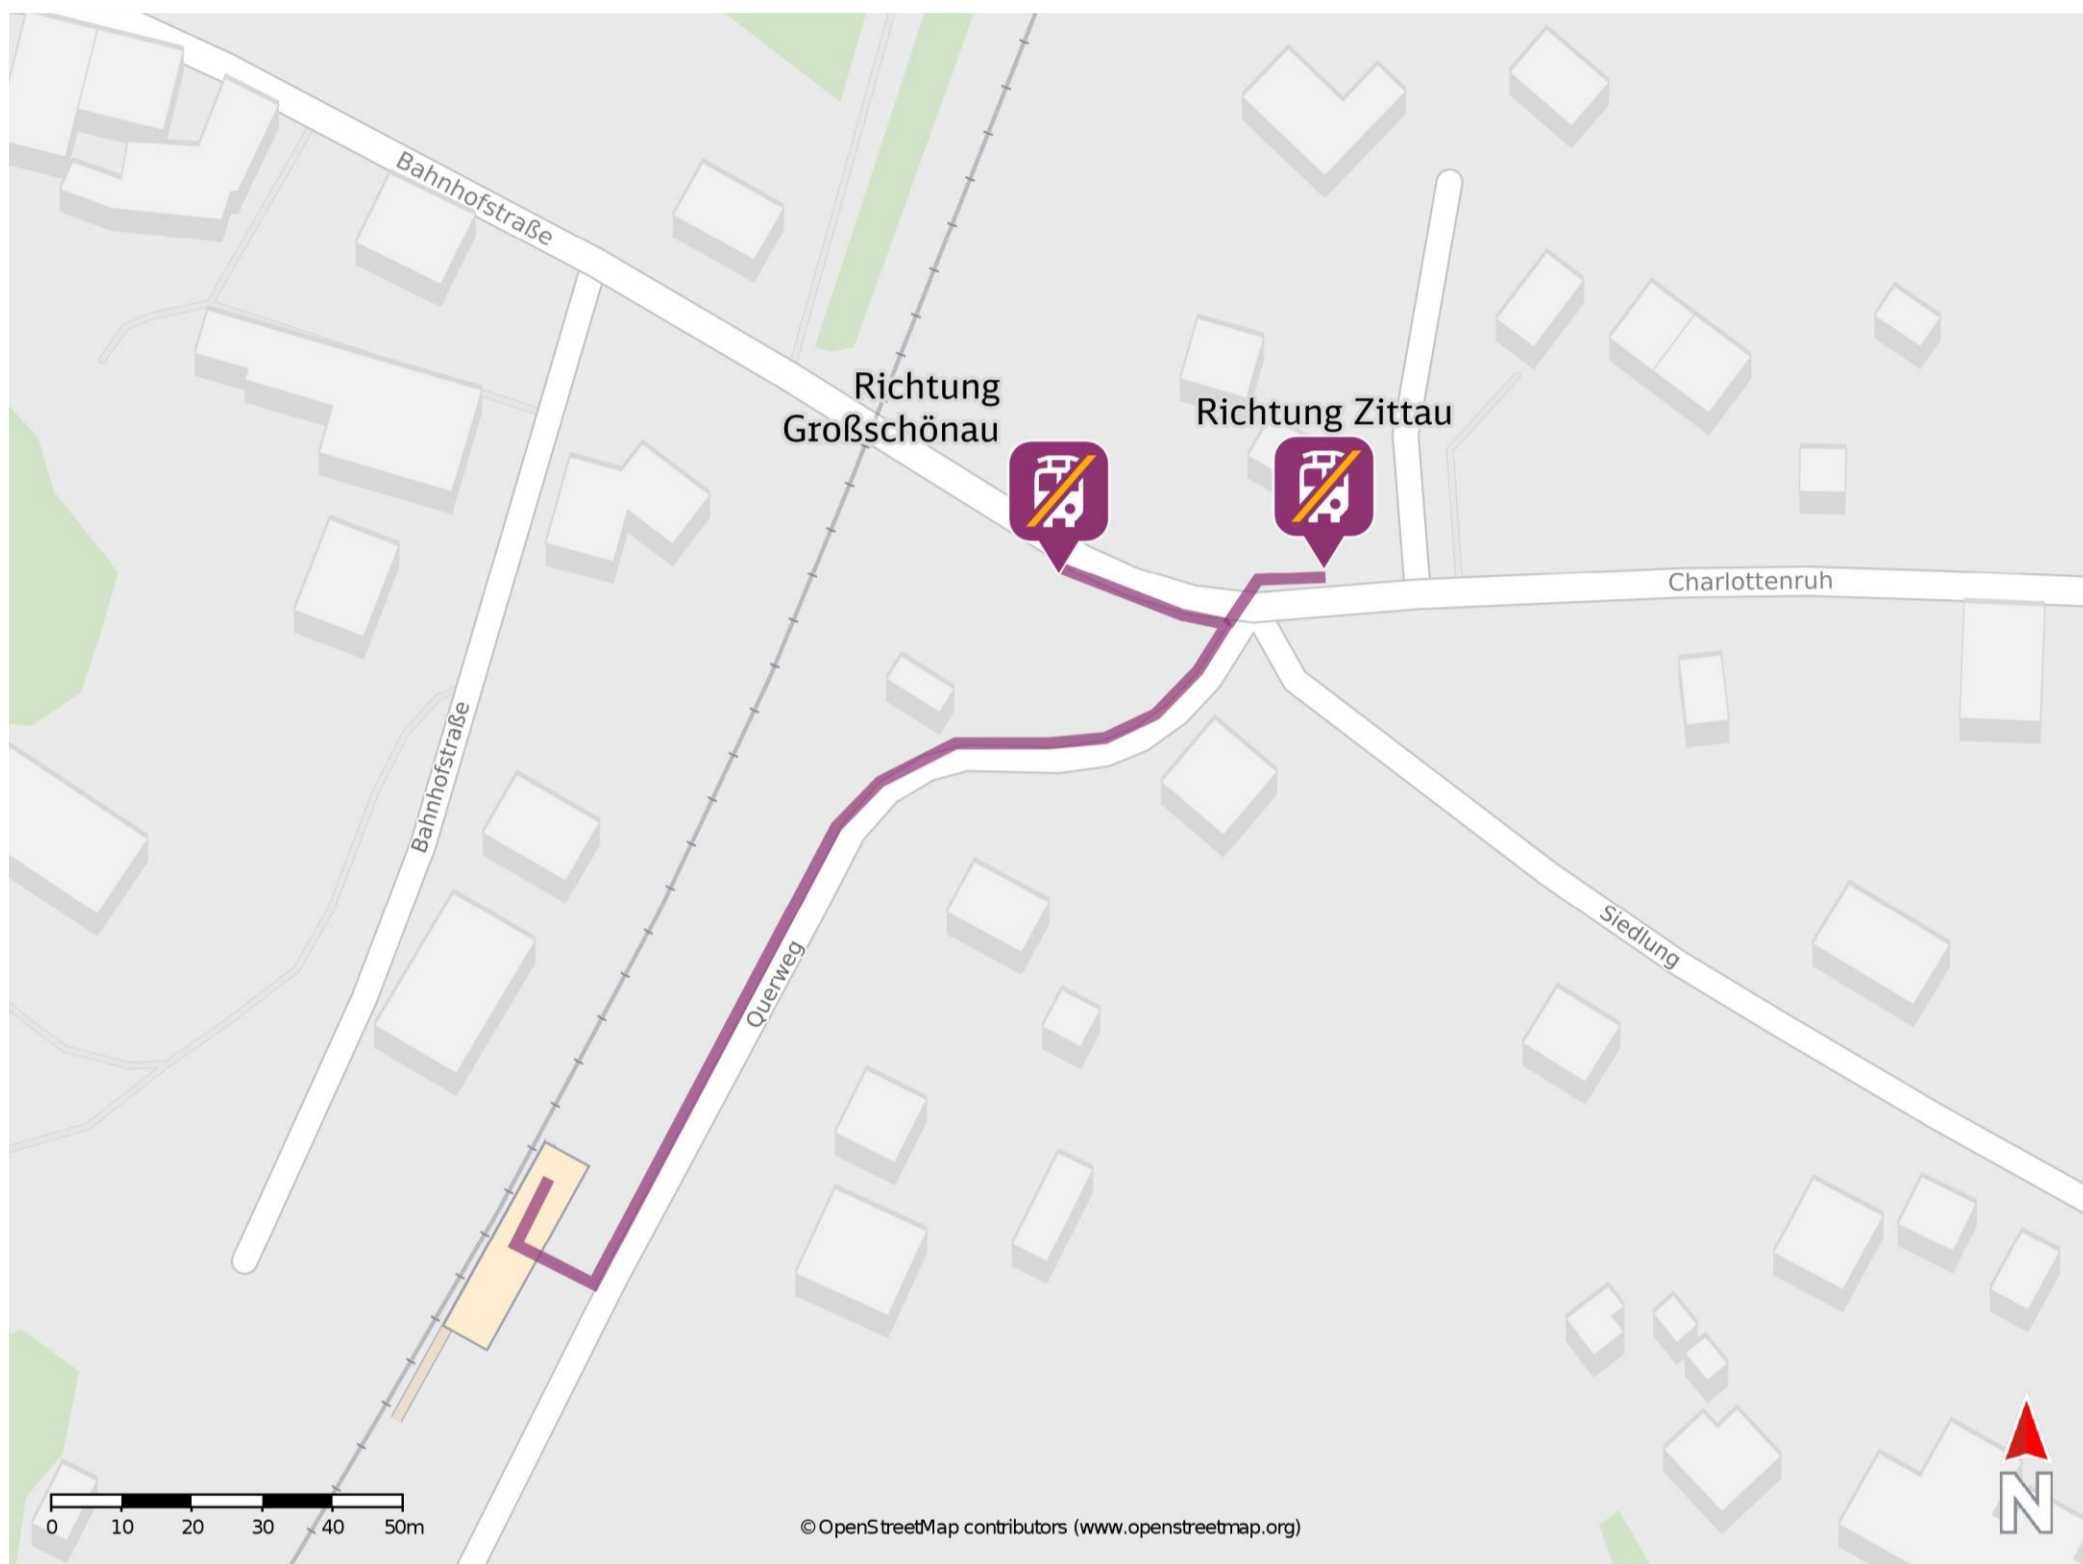 Bahnhofstraße
Richtung
Großschönau
Richtung Zittau
Charlottenruh
Bahnhofstraße
Querweg
Siedlung
N
0 10 20 30 40 50m
© OpenStreetMap contributors (www.openstreetmap.org)